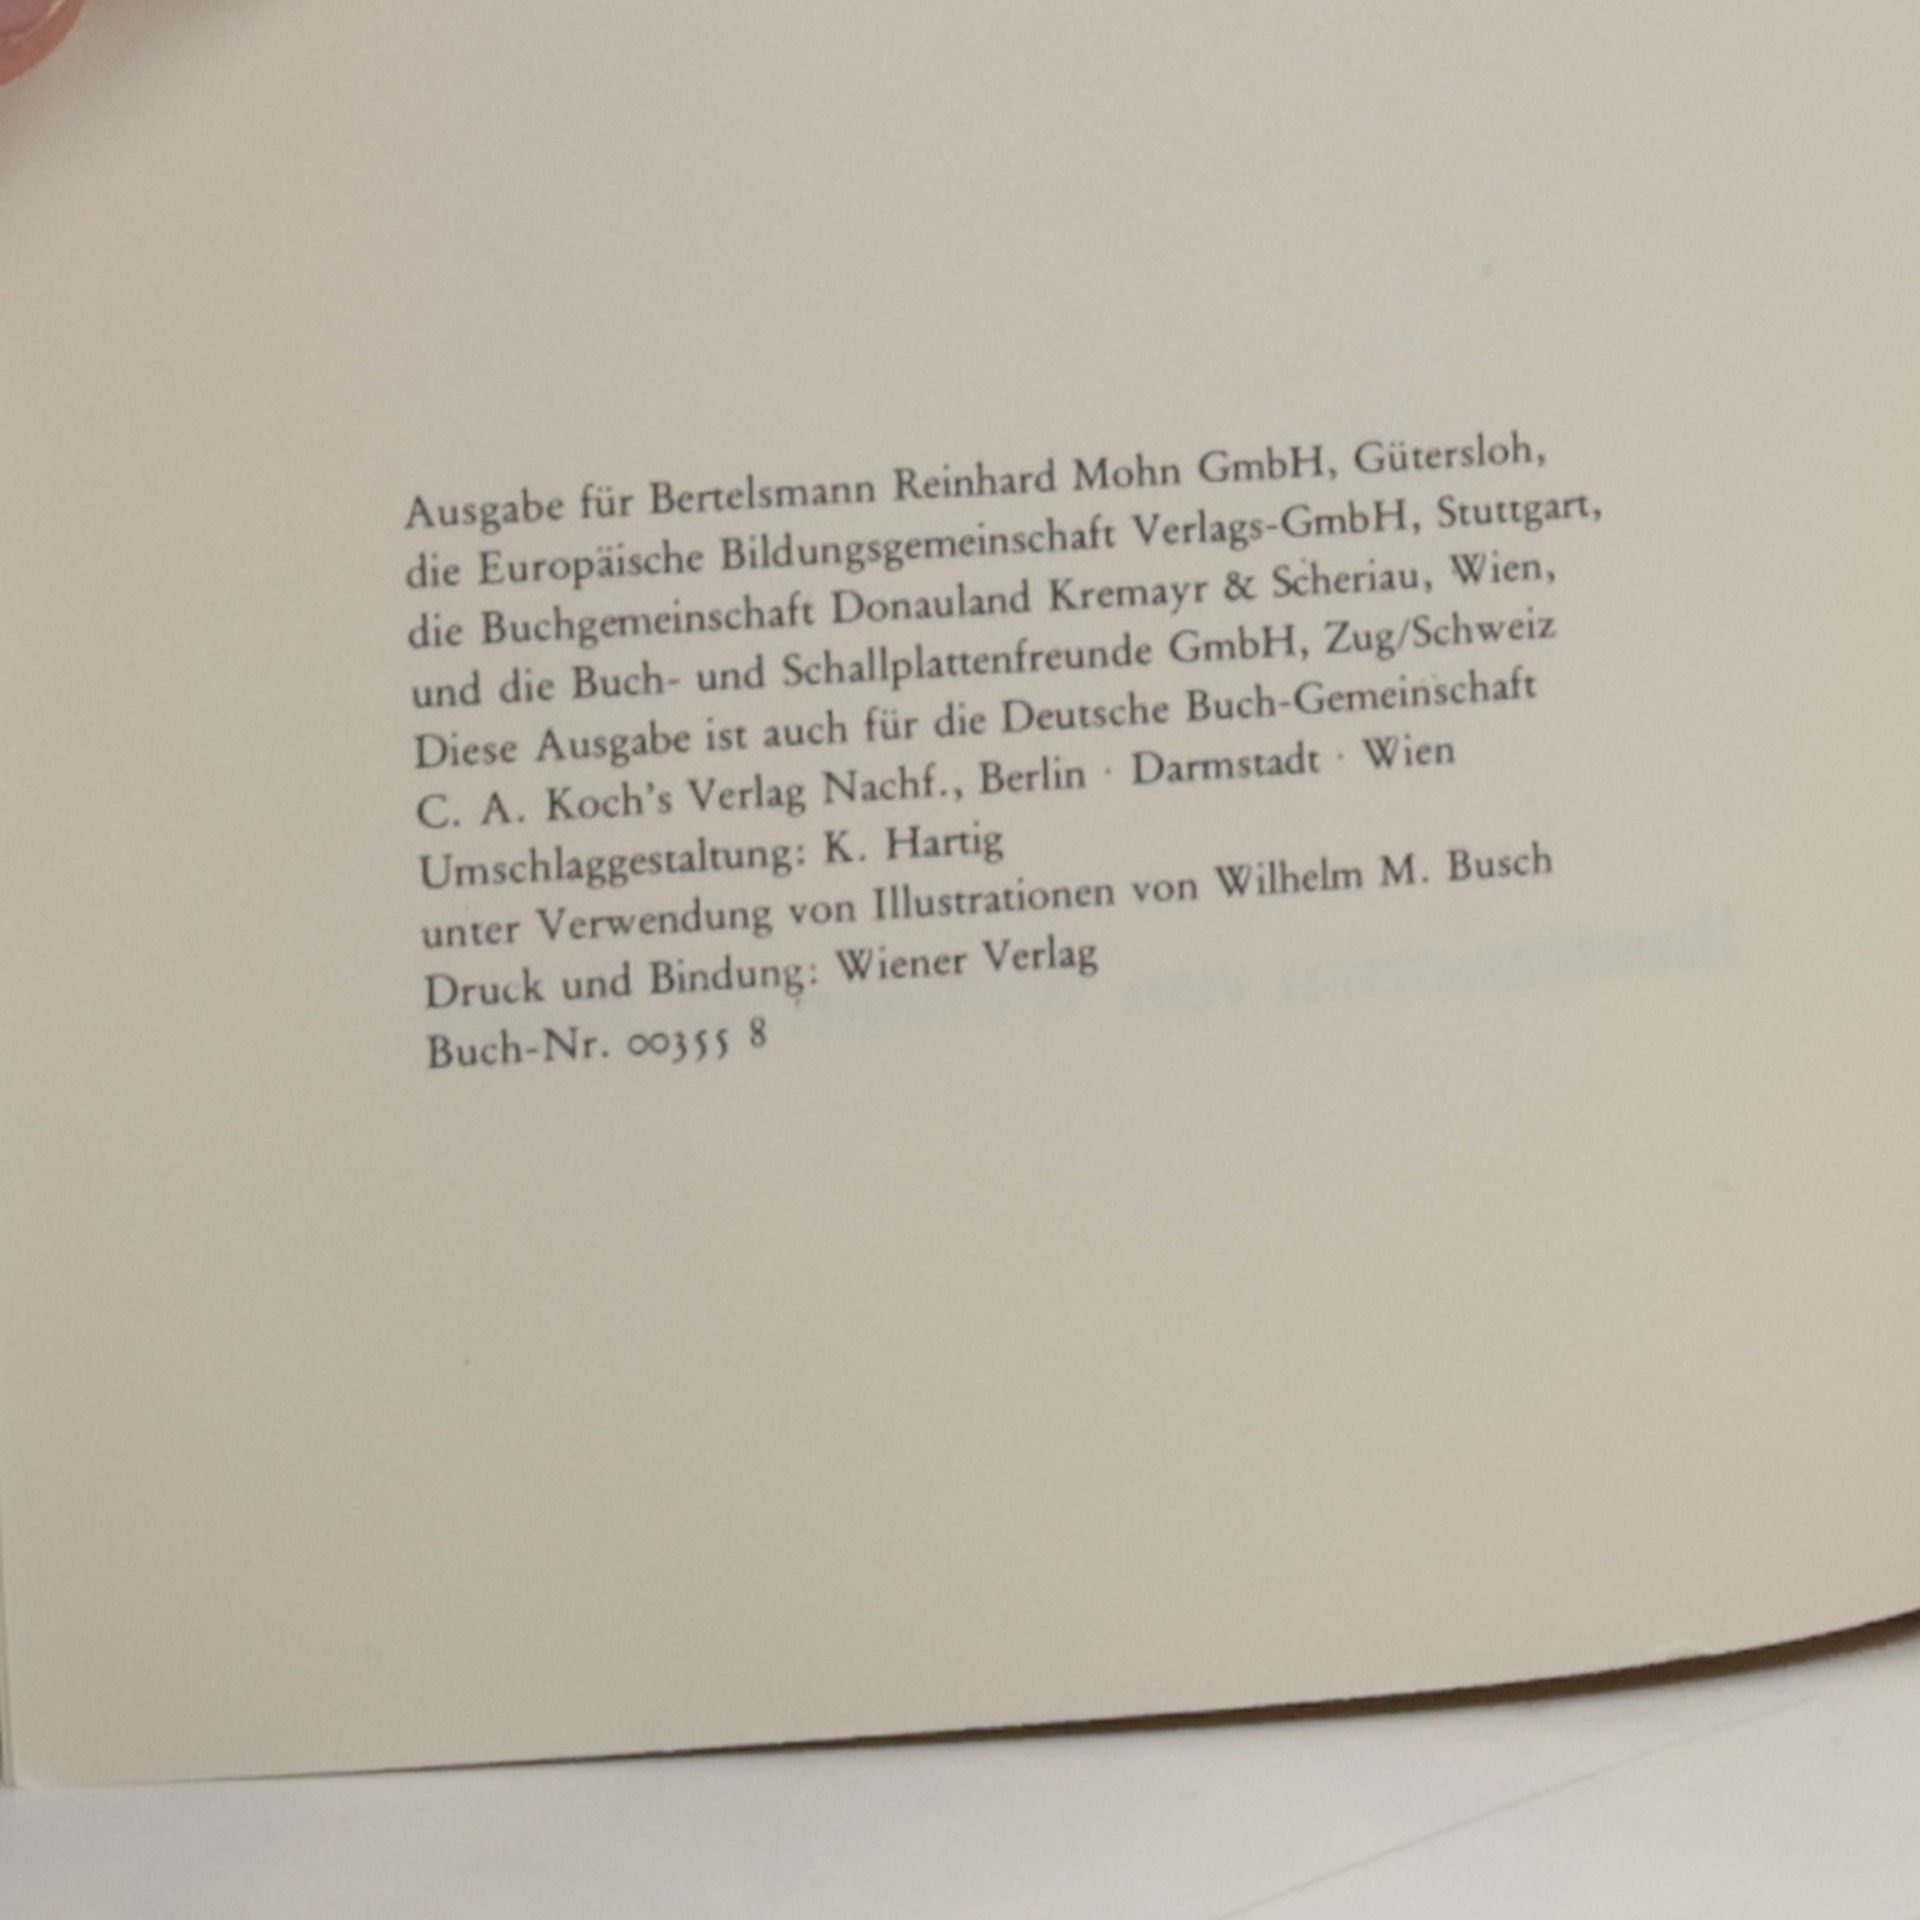 Ausgabe für Bertelsmann Reinhard Mohn GmbH, Gütersloh,
die Europäische Bildungsgemeinschaft Verlags-GmbH, Stuttgart,
die Buchgemeinschaft Donauland Kremayr & Scheriau, Wien,
und die Buch- und Schallplattenfreunde GmbH, Zug/Schweiz
Diese Ausgabe ist auch für die Deutsche Buch-Gemeinschaft
C. A. Koch's Verlag Nachf., Berlin · Darmstadt · Wien
Umschlaggestaltung: K. Hartig
unter Verwendung von Illustrationen von Wilhelm M. Busch
Druck und Bindung: Wiener Verlag
Buch-Nr. 00355 8